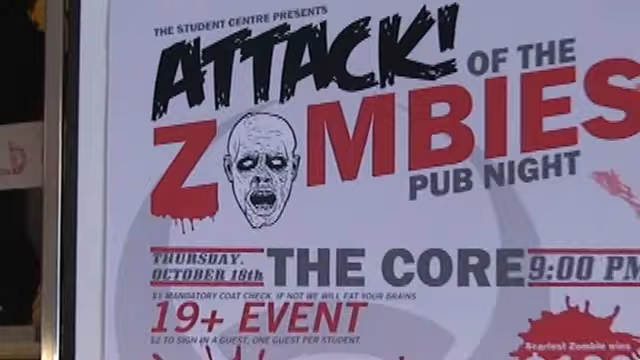 THE STUDENT CENTRE PRESENTS
ATTACK! OF THE
ZOMBIES
PUB NIGHT
THURSDAY,
OCTOBER 18th THE CORE 9:00 PM
$1 MANDATORY COAT CHECK IF NOT WE WILL EAT YOUR BRAINS
19+ EVENT
$2 TO SIGN IN A GUEST, ONE GUEST PER STUDENT
Scariest Zombie wins